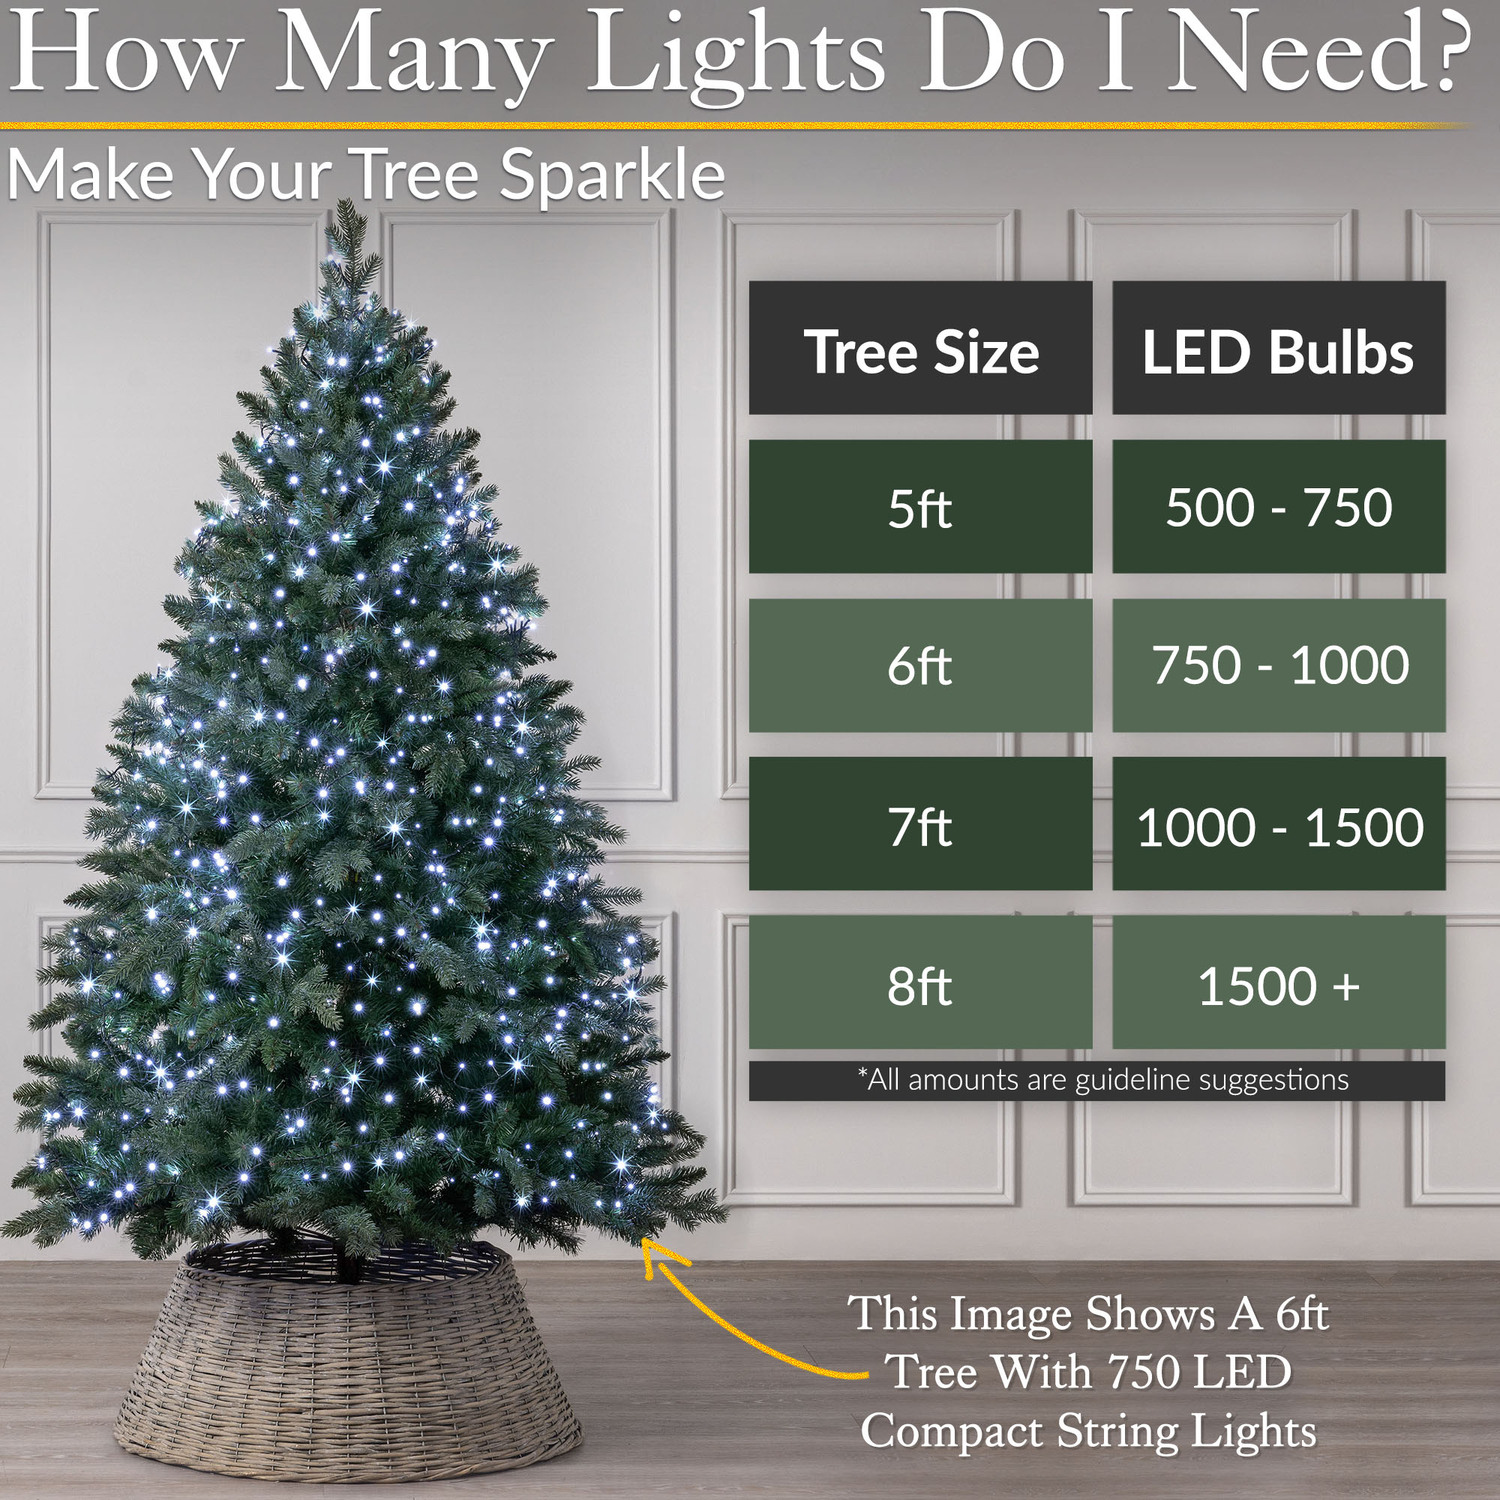 How Many Lights Do I Need?
Make Your Tree Sparkle
Tree Size LED Bulbs
5ft 500 - 750
6ft 750 - 1000
7ft 1000 - 1500
8ft 1500 +
*All amounts are guideline suggestions
This Image Shows A 6ft
Tree With 750 LED
Compact String Lights